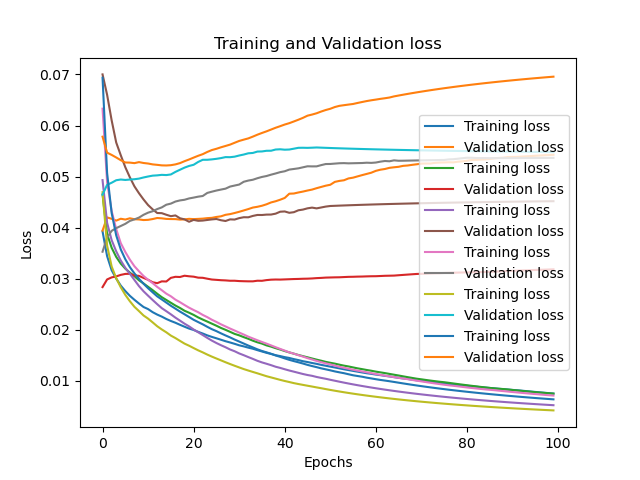 Training and Validation loss
Loss
0.07
0.06
0.05
0.04
0.03
0.02
0.01
Training loss
Validation loss
Training loss
Validation loss
Training loss
Validation loss
Training loss
Validation loss
Training loss
Validation loss
Training loss
Validation loss
0
20
40
60
80
100
Epochs